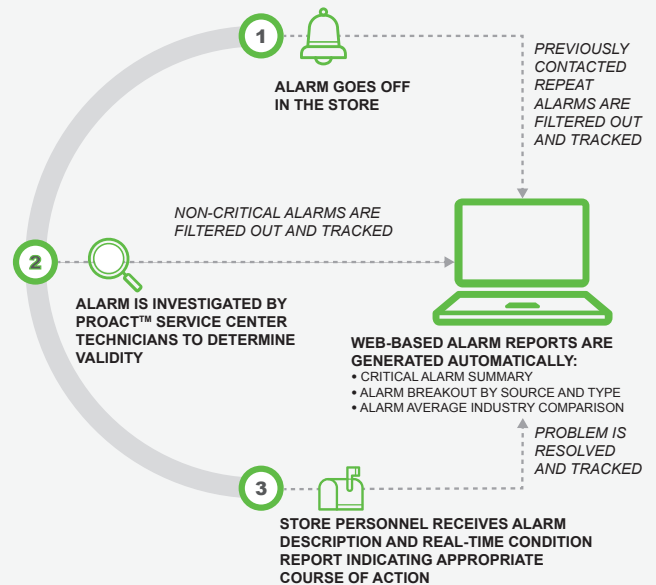 1
ALARM GOES OFF
IN THE STORE
PREVIOUSLY
CONTACTED
REPEAT
ALARMS ARE
FILTERED OUT
AND TRACKED
NON-CRITICAL ALARMS ARE
FILTERED OUT AND TRACKED
2
ALARM IS INVESTIGATED BY
PROACT™ SERVICE CENTER
TECHNICIANS TO DETERMINE
VALIDITY
WEB-BASED ALARM REPORTS ARE
GENERATED AUTOMATICALLY:
• CRITICAL ALARM SUMMARY
• ALARM BREAKOUT BY SOURCE AND TYPE
• ALARM AVERAGE INDUSTRY COMPARISON
PROBLEM IS
RESOLVED
AND TRACKED
3
STORE PERSONNEL RECEIVES ALARM
DESCRIPTION AND REAL-TIME CONDITION
REPORT INDICATING APPROPRIATE
COURSE OF ACTION